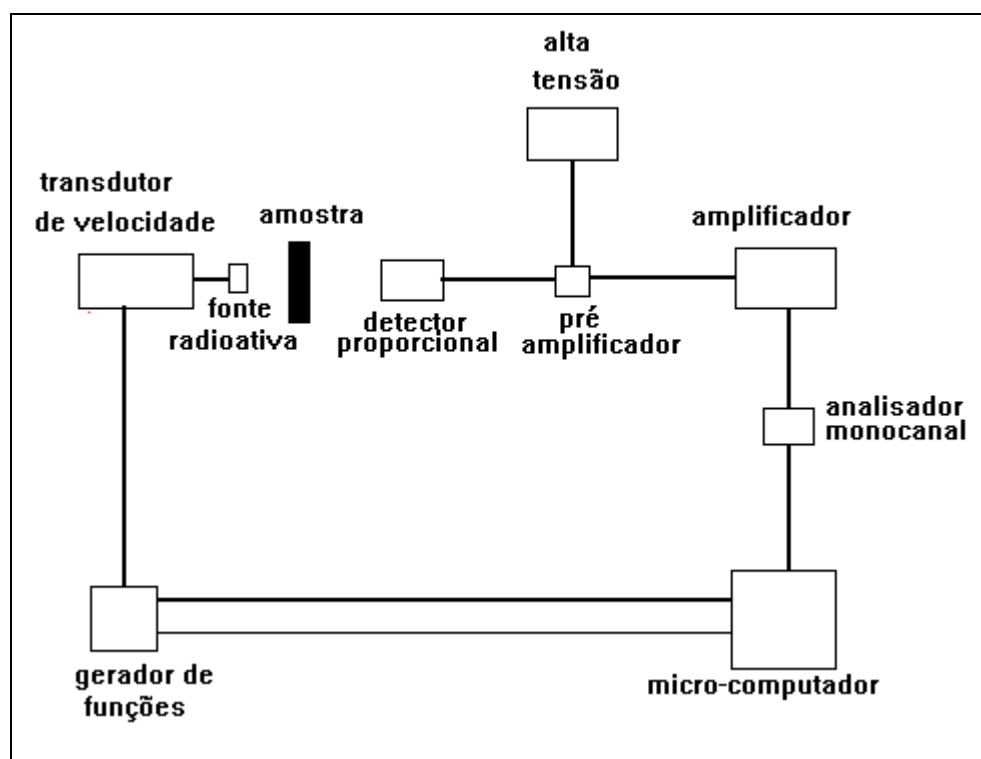 alta
tensão
transdutor
de velocidade
amostra
amplificador
fonte
radioativa
detector
proporcional
pré
amplificador
analisador
monocanal
gerador de
funções
micro-computador